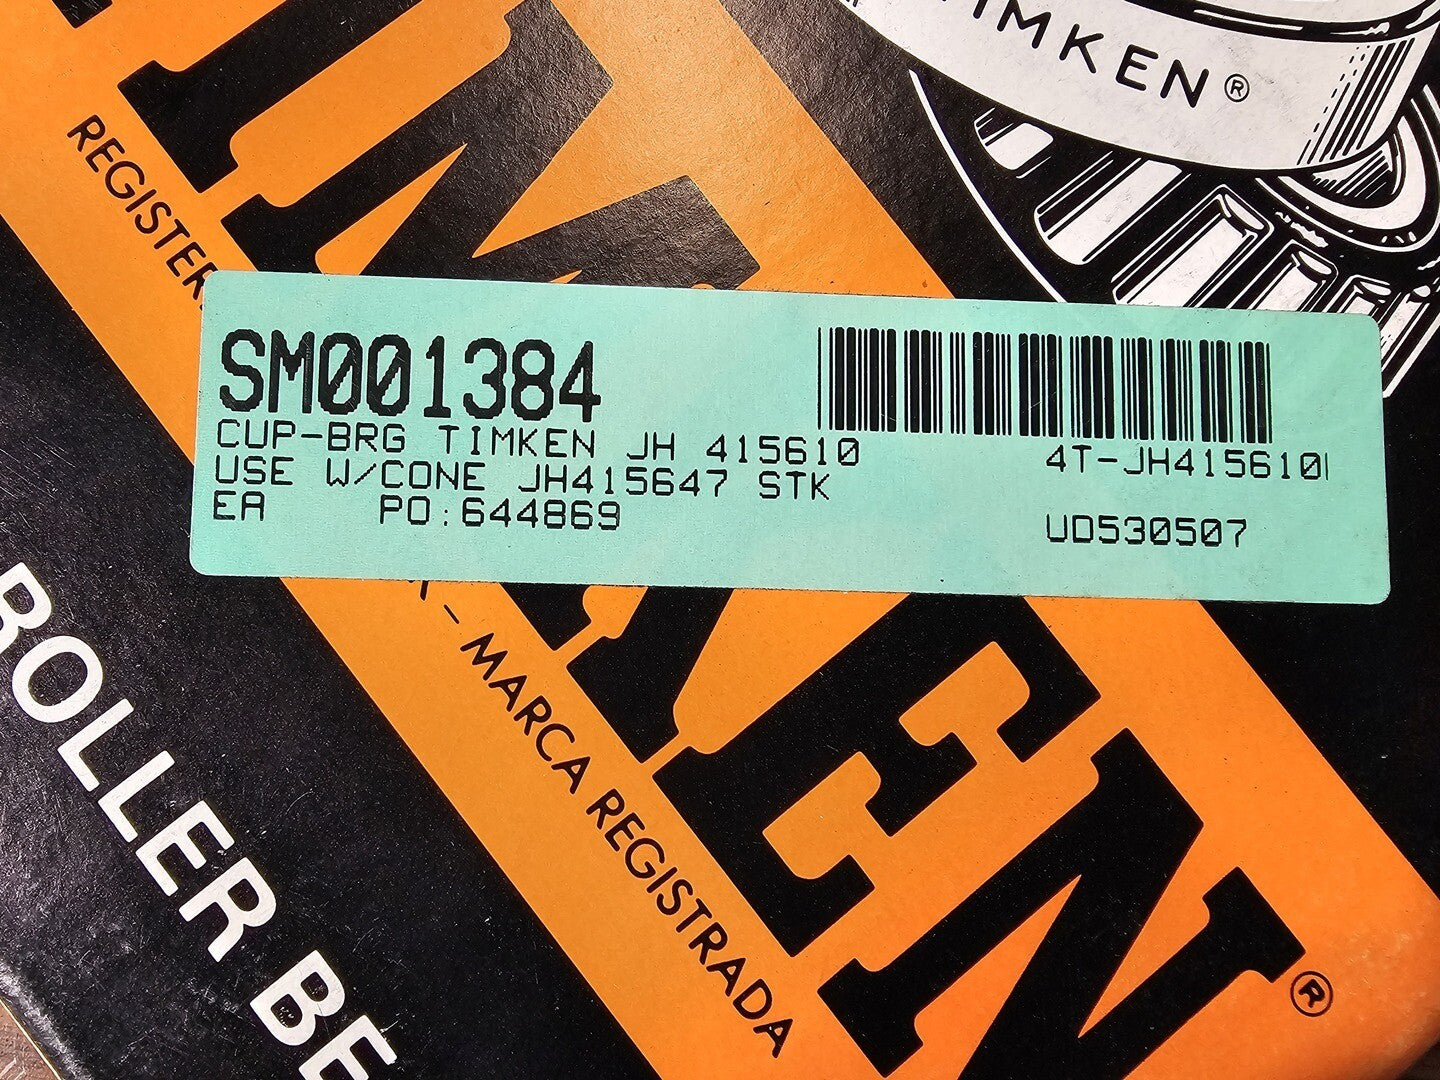 TIMKEN®
REGISTER
SM001384
CUP-BRG TIMKEN JH 415610
USE W/CONE JH415647 STK
EA PO:644869
4T-JH415610
UD530507
- MARCA REGISTRADA
TIMKEN®
ROLLER BE